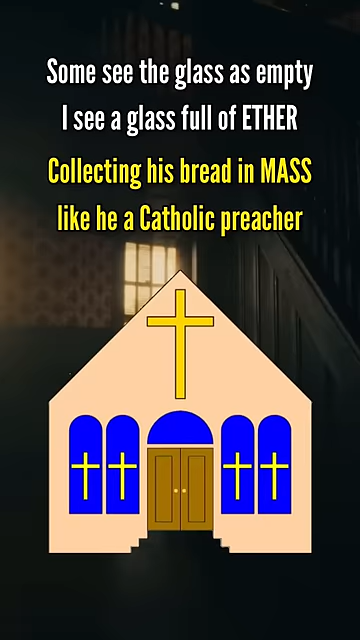 Some see the glass as empty
I see a glass full of ETHER
Collecting his bread in MASS
like he a Catholic preacher